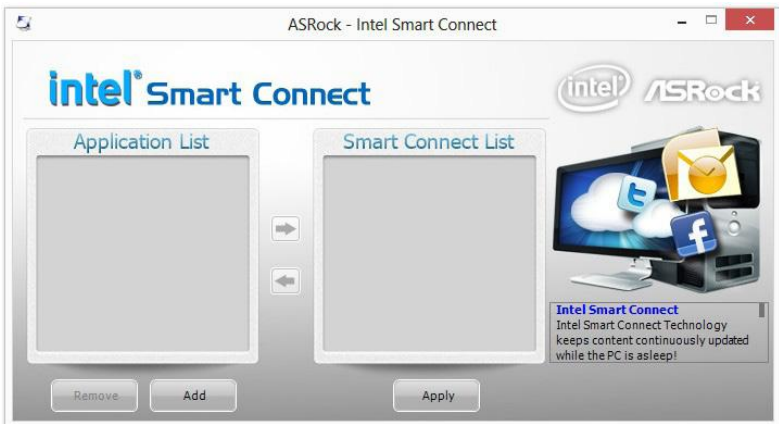 ASRock - Intel Smart Connect
intel® Smart Connect
intel® ASRock
Application List
Smart Connect List
Intel Smart Connect
Intel Smart Connect Technology
keeps content continuously updated
while the PC is asleep!
Remove
Add
Apply